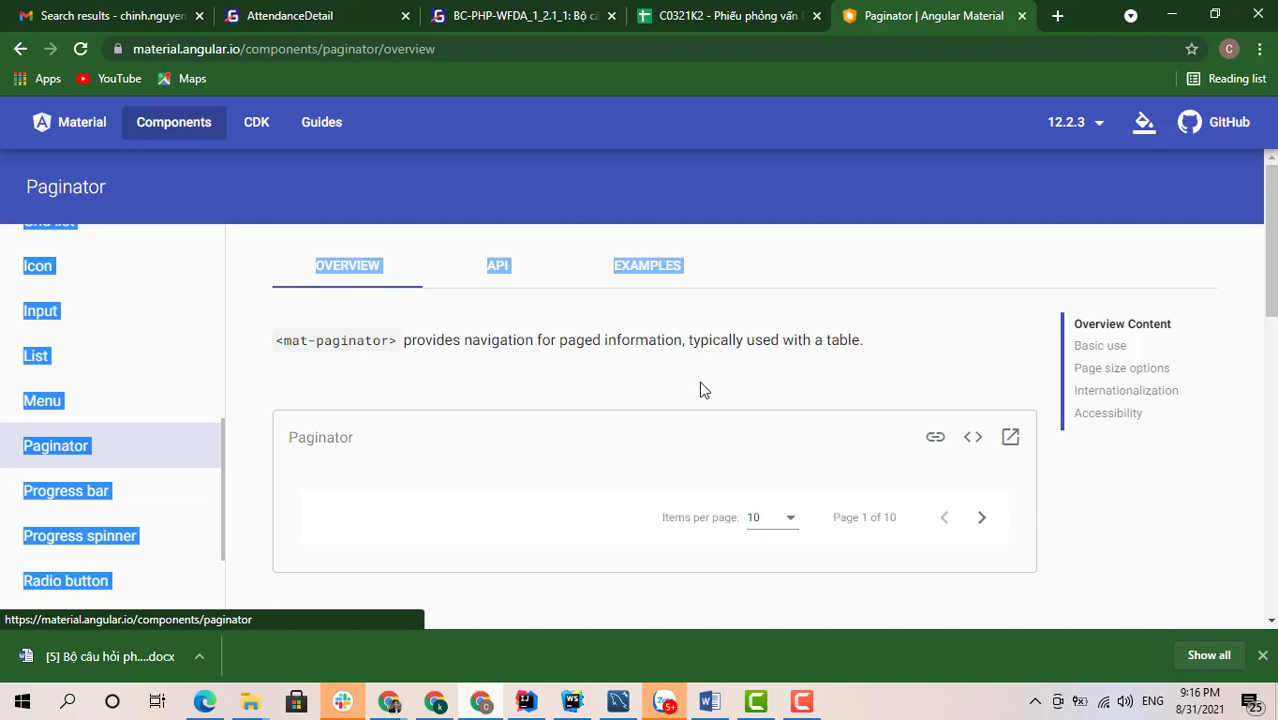 Search results - chinh.nguyen
AttendanceDetail
BC-PHP-WFDA_1_2.1_1: Bộ câ
C0321K2 - Phiếu phỏng vấn
Paginator | Angular Material
material.angular.io/components/paginator/overview
C
Apps
YouTube
Maps
Reading list
Material
Components
CDK
Guides
12.2.3
GitHub
Paginator
Grid list
Icon
Input
List
Menu
Paginator
Progress bar
Progress spinner
Radio button
OVERVIEW
API
EXAMPLES
<mat-paginator> provides navigation for paged information, typically used with a table.
Overview Content
Basic use
Page size options
Internationalization
Accessibility
Paginator
Items per page: 10
Page 1 of 10
https://material.angular.io/components/paginator
[5] Bộ câu hỏi ph....docx
Show all
5+
ENG
9:16 PM
8/31/2021
25